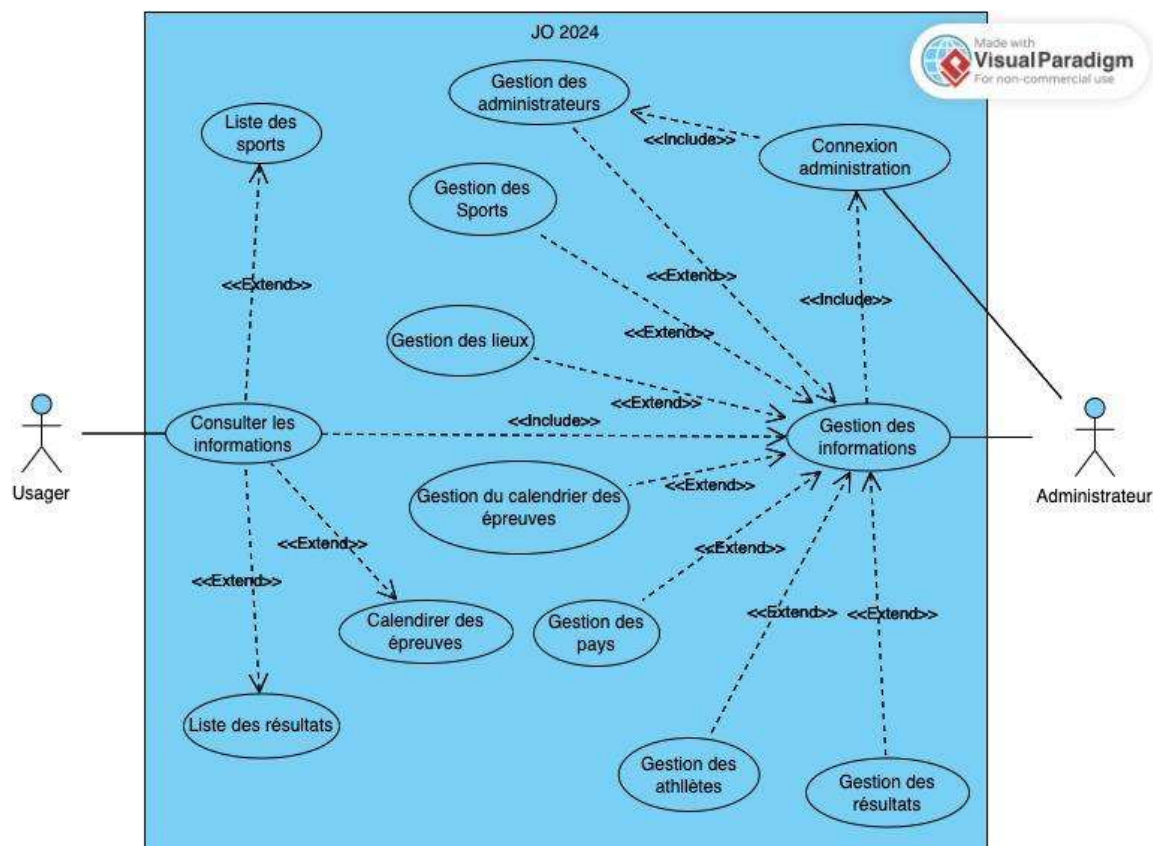 JO 2024
Made with
Visual Paradigm
For non-commercial use
Gestion des
administrateurs
Liste des
sports
<<Include>>
Connexion
administration
Gestion des
Sports
<<Extend>>
<<Extend>>
<<Include>>
<<Extend>>
Gestion des lieux
<<Extend>>
Consulter les
informations
<<Include>>
Gestion des
informations
Usager
Administrateur
Gestion du calendrier des
épreuves
<<Extend>>
<<Extend>>
<<Extend>>
<<Extend>>
Calendirer des
épreuves
Gestion des
pays
<<Extend>>
<<Extend>>
Liste des résultats
Gestion des
athllètes
Gestion des
résultats